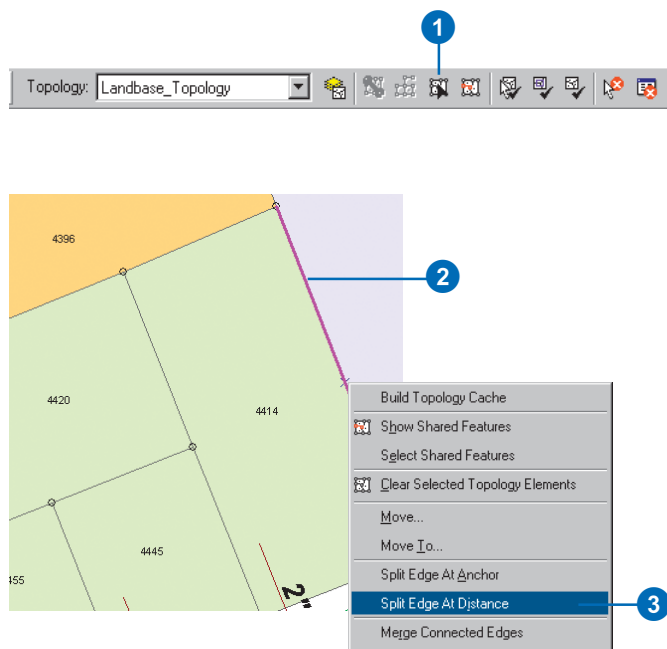 1
Topology: Landbase_Topology
4396
2
4420
4414
4445
455
2"
Build Topology Cache
Show Shared Features
Select Shared Features
Clear Selected Topology Elements
Move...
Move To...
Split Edge At Anchor
Split Edge At Distance
3
Merge Connected Edges